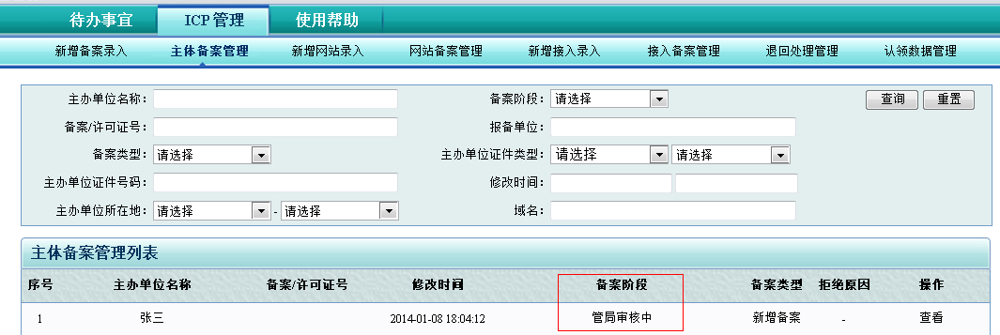 待办事宜 ICP管理 使用帮助
新增备案录入 主体备案管理 新增网站录入 网站备案管理 新增接入录入 接入备案管理 退回处理管理 认领数据管理
主办单位名称: 备案阶段: 请选择 查询 重置
备案/许可证号: 报备单位:
备案类型: 请选择 主办单位证件类型: 请选择 请选择
主办单位证件号码: 修改时间:
主办单位所在地: 请选择 - 请选择 域名:
主体备案管理列表
序号 主办单位名称 备案/许可证号 修改时间 备案阶段 备案类型 拒绝原因 操作
1 张三 2014-01-08 18:04:12 管局审核中 新增备案 - 查看